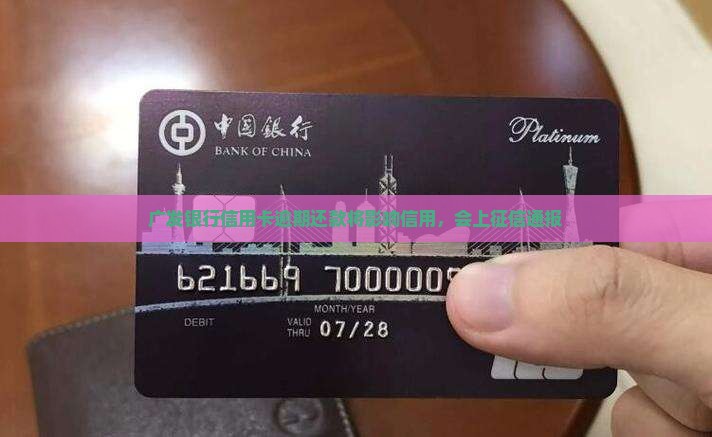 中国银行
BANK OF CHINA
Platinum
广发银行信用卡逾期还款将影响信用，会上征信通报
621669 7000009
MONTH/YEAR
DEBIT
VALID THRU 07/28